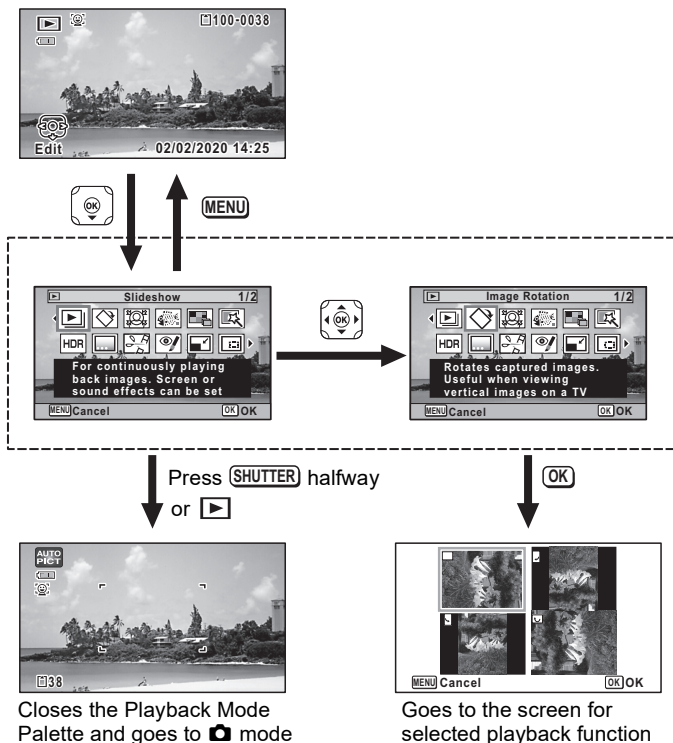 100-0038
Edit 02/02/2020 14:25
OK
MENU
Slideshow 1/2
HDR
For continuously playing
back images. Screen or
sound effects can be set
MENU Cancel OK OK
OK
Image Rotation 1/2
HDR
Rotates captured images.
Useful when viewing
vertical images on a TV
MENU Cancel OK OK
Press SHUTTER halfway
or
OK
AUTO
PICT
38
Closes the Playback Mode
Palette and goes to mode
MENU Cancel OK OK
Goes to the screen for
selected playback function